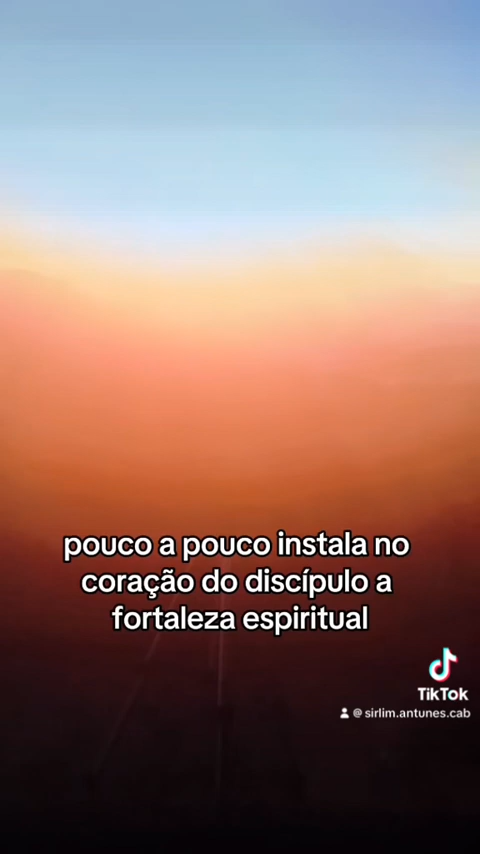 pouco a pouco instala no
coração do discípulo a
fortaleza espiritual
TikTok
@ sirlim.antunes.cab